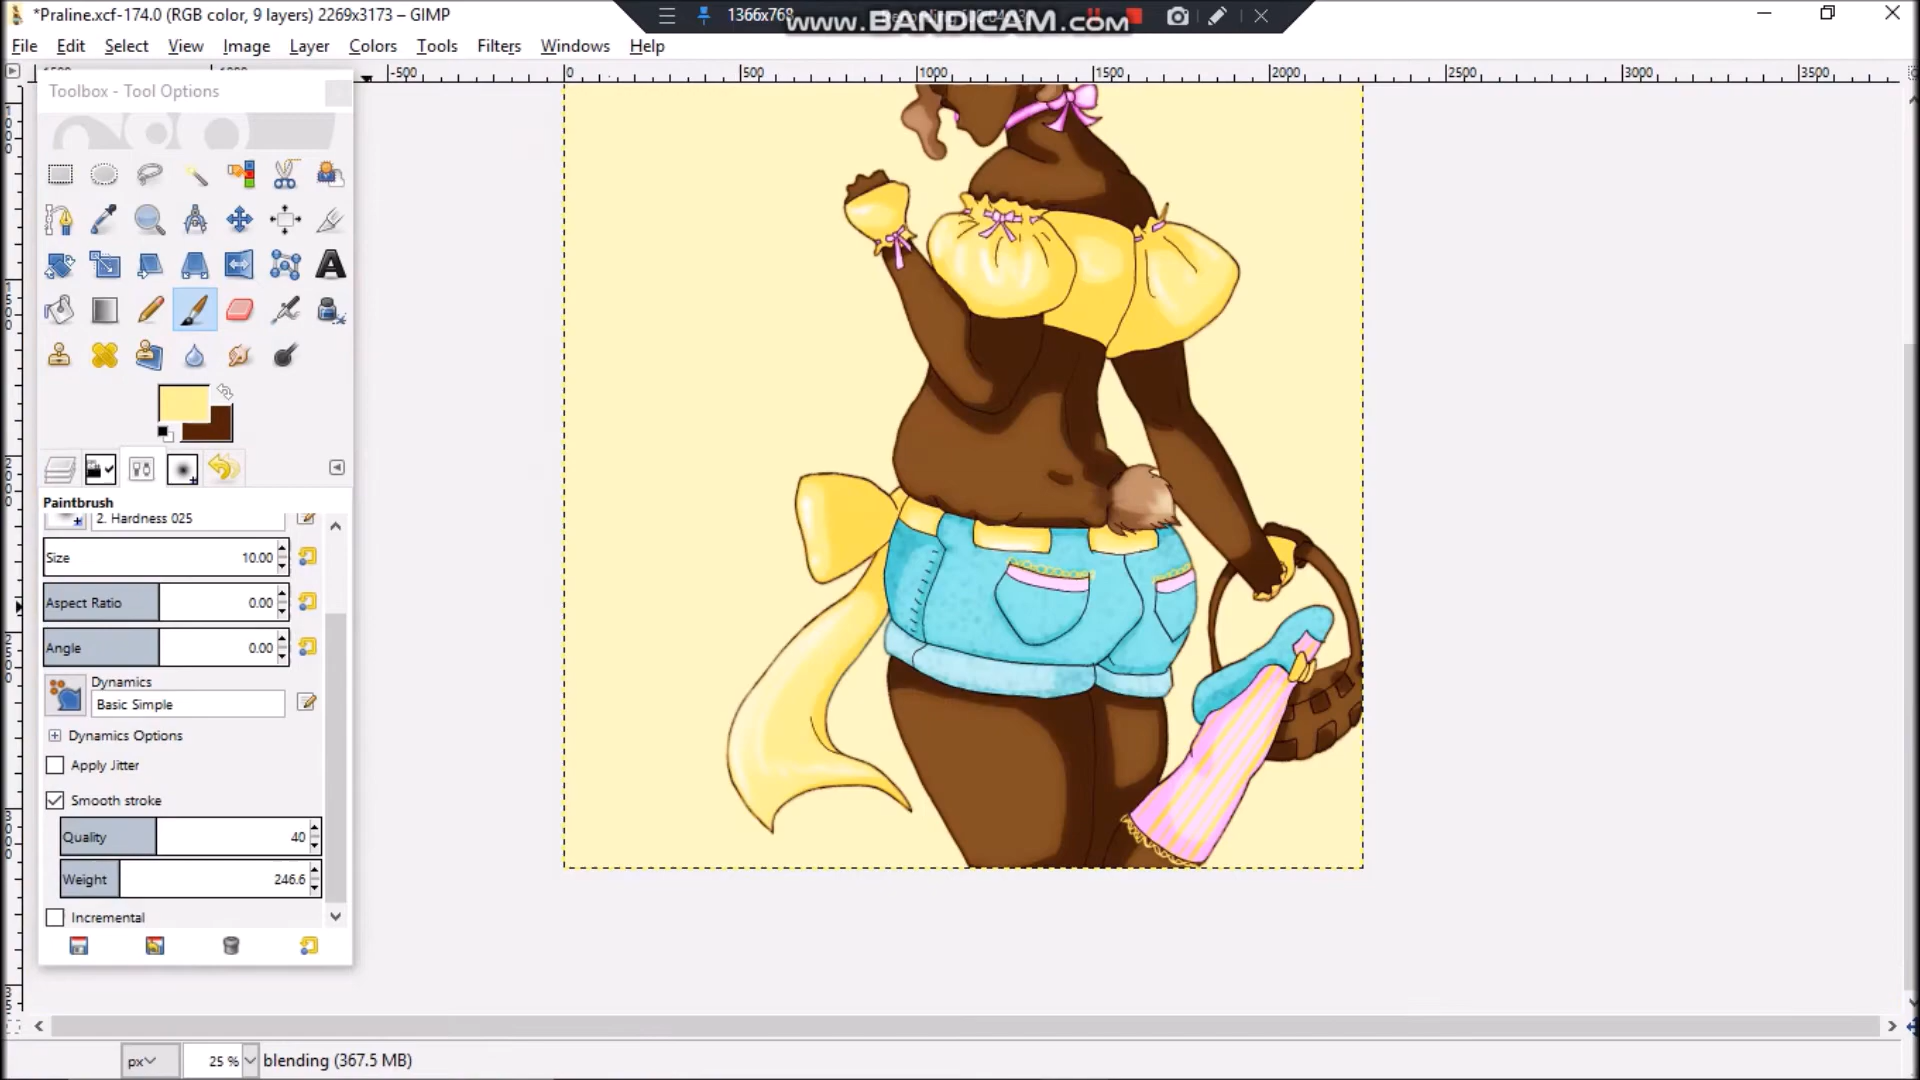 *Praline.xcf-174.0 (RGB color, 9 layers) 2269x3173 – GIMP
1366x768
www.BANDICAM.com
File Edit Select View Image Layer Colors Tools Filters Windows Help
-500 0 500 1000 1500 2000 2500 3000 3500
Toolbox - Tool Options
Paintbrush
2. Hardness 025
Size 10.00
Aspect Ratio 0.00
Angle 0.00
Dynamics
Basic Simple
Dynamics Options
Apply Jitter
Smooth stroke
Quality 40
Weight 246.6
Incremental
px 25 % blending (367.5 MB)